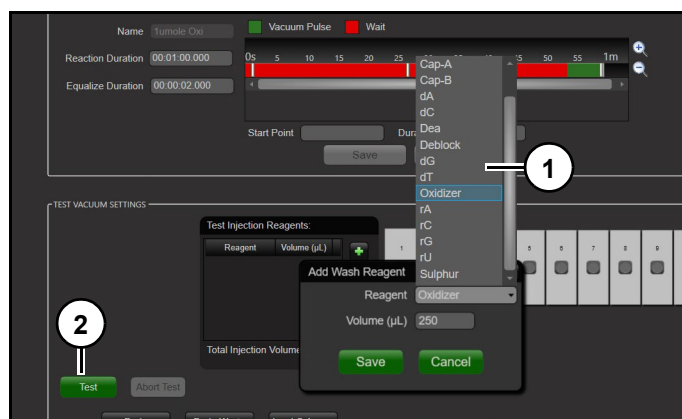 Name 1umole Oxi Vacuum Pulse Wait
Reaction Duration 00:01:00.000 0s 5 10 15 20 25 45 50 55 1m
Equalize Duration 00:00:02.000
Start Point
Save
Cap-A
Cap-B
dA
dC
Dea
Deblock
dG
dT
Oxidizer
rA
rC
rG
rU
Sulphur
1
TEST VACUUM SETTINGS
Test Injection Reagents:
Reagent Volume (µL)
1 6 7 8 9
Add Wash Reagent
Reagent Oxidizer
Volume (µL) 250
Save Cancel
Total Injection Volume
2
Test Abort Test